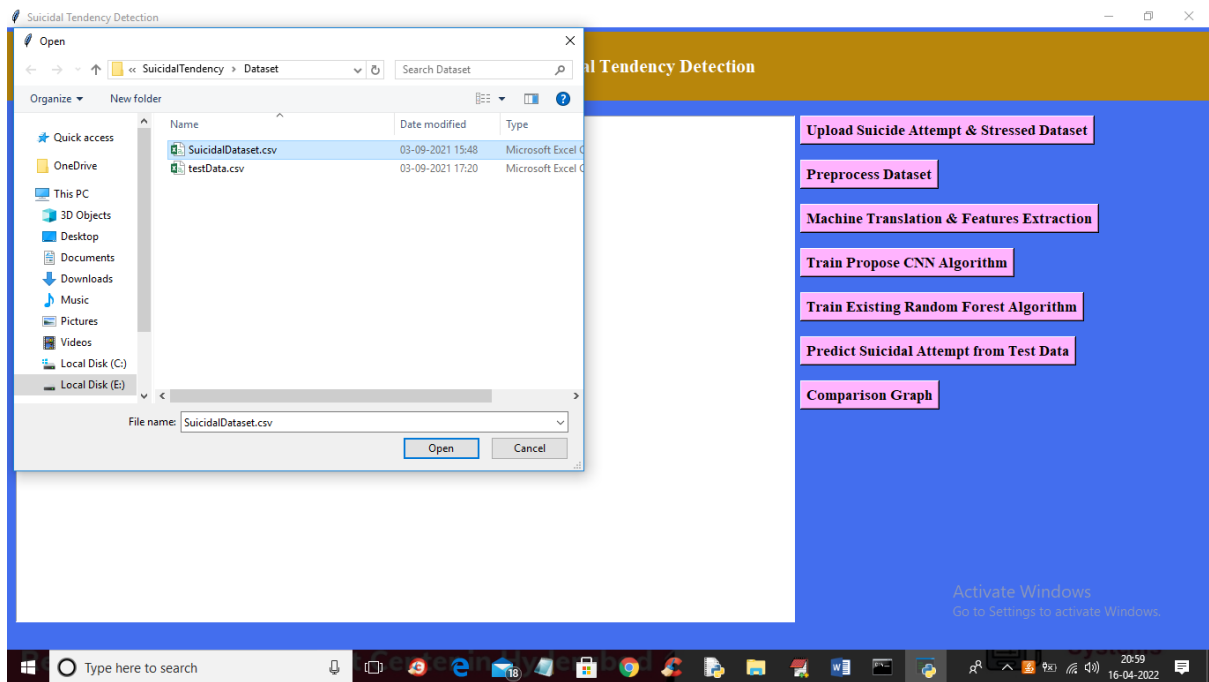 Suicidal Tendency Detection
Open
al Tendency Detection
« SuicidalTendency › Dataset
Search Dataset
Organize
New folder
Quick access
OneDrive
This PC
3D Objects
Desktop
Documents
Downloads
Music
Pictures
Videos
Local Disk (C:)
Local Disk (E:)
Name Date modified Type
SuicidalDataset.csv 03-09-2021 15:48 Microsoft Excel C
testData.csv 03-09-2021 17:20 Microsoft Excel C
File name: SuicidalDataset.csv
Open Cancel
Upload Suicide Attempt & Stressed Dataset
Preprocess Dataset
Machine Translation & Features Extraction
Train Propose CNN Algorithm
Train Existing Random Forest Algorithm
Predict Suicidal Attempt from Test Data
Comparison Graph
Activate Windows
Go to Settings to activate Windows.
Type here to search
18
20:59
16-04-2022